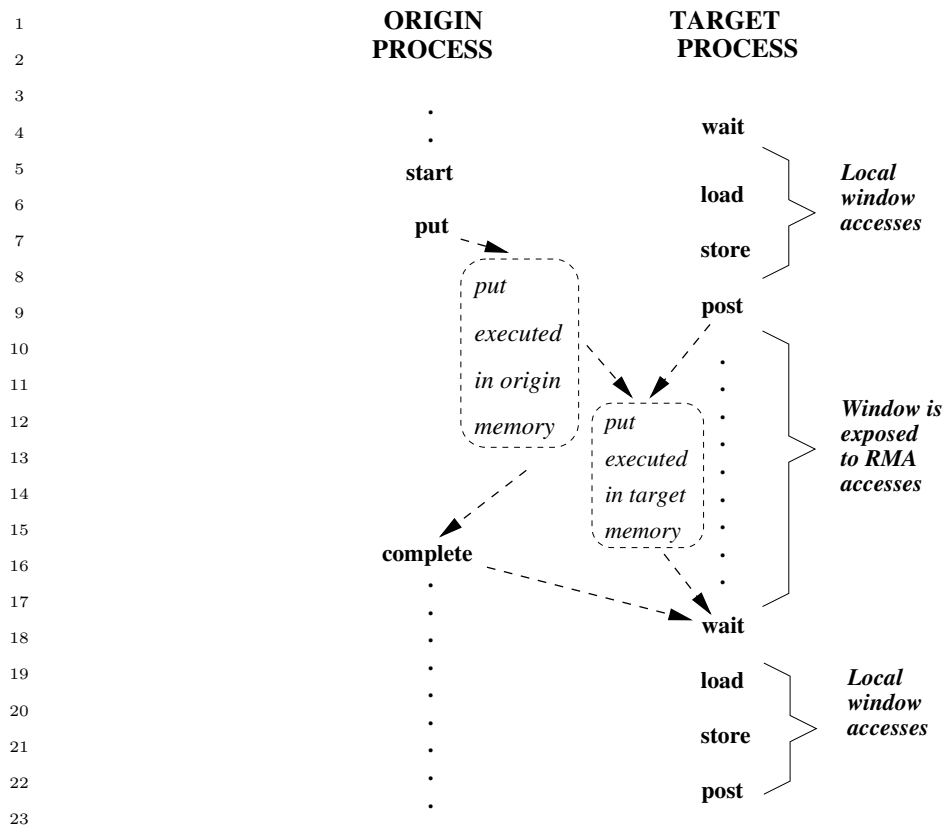 1
2
3
4
5
6
7
8
9
10
11
12
13
14
15
16
17
18
19
20
21
22
23
ORIGIN
PROCESS
start
put
put
executed
in origin
memory
complete
TARGET
PROCESS
wait
load
store
post
put
executed
in target
memory
wait
load
store
post
Local
window
accesses
Window is
exposed
to RMA
accesses
Local
window
accesses